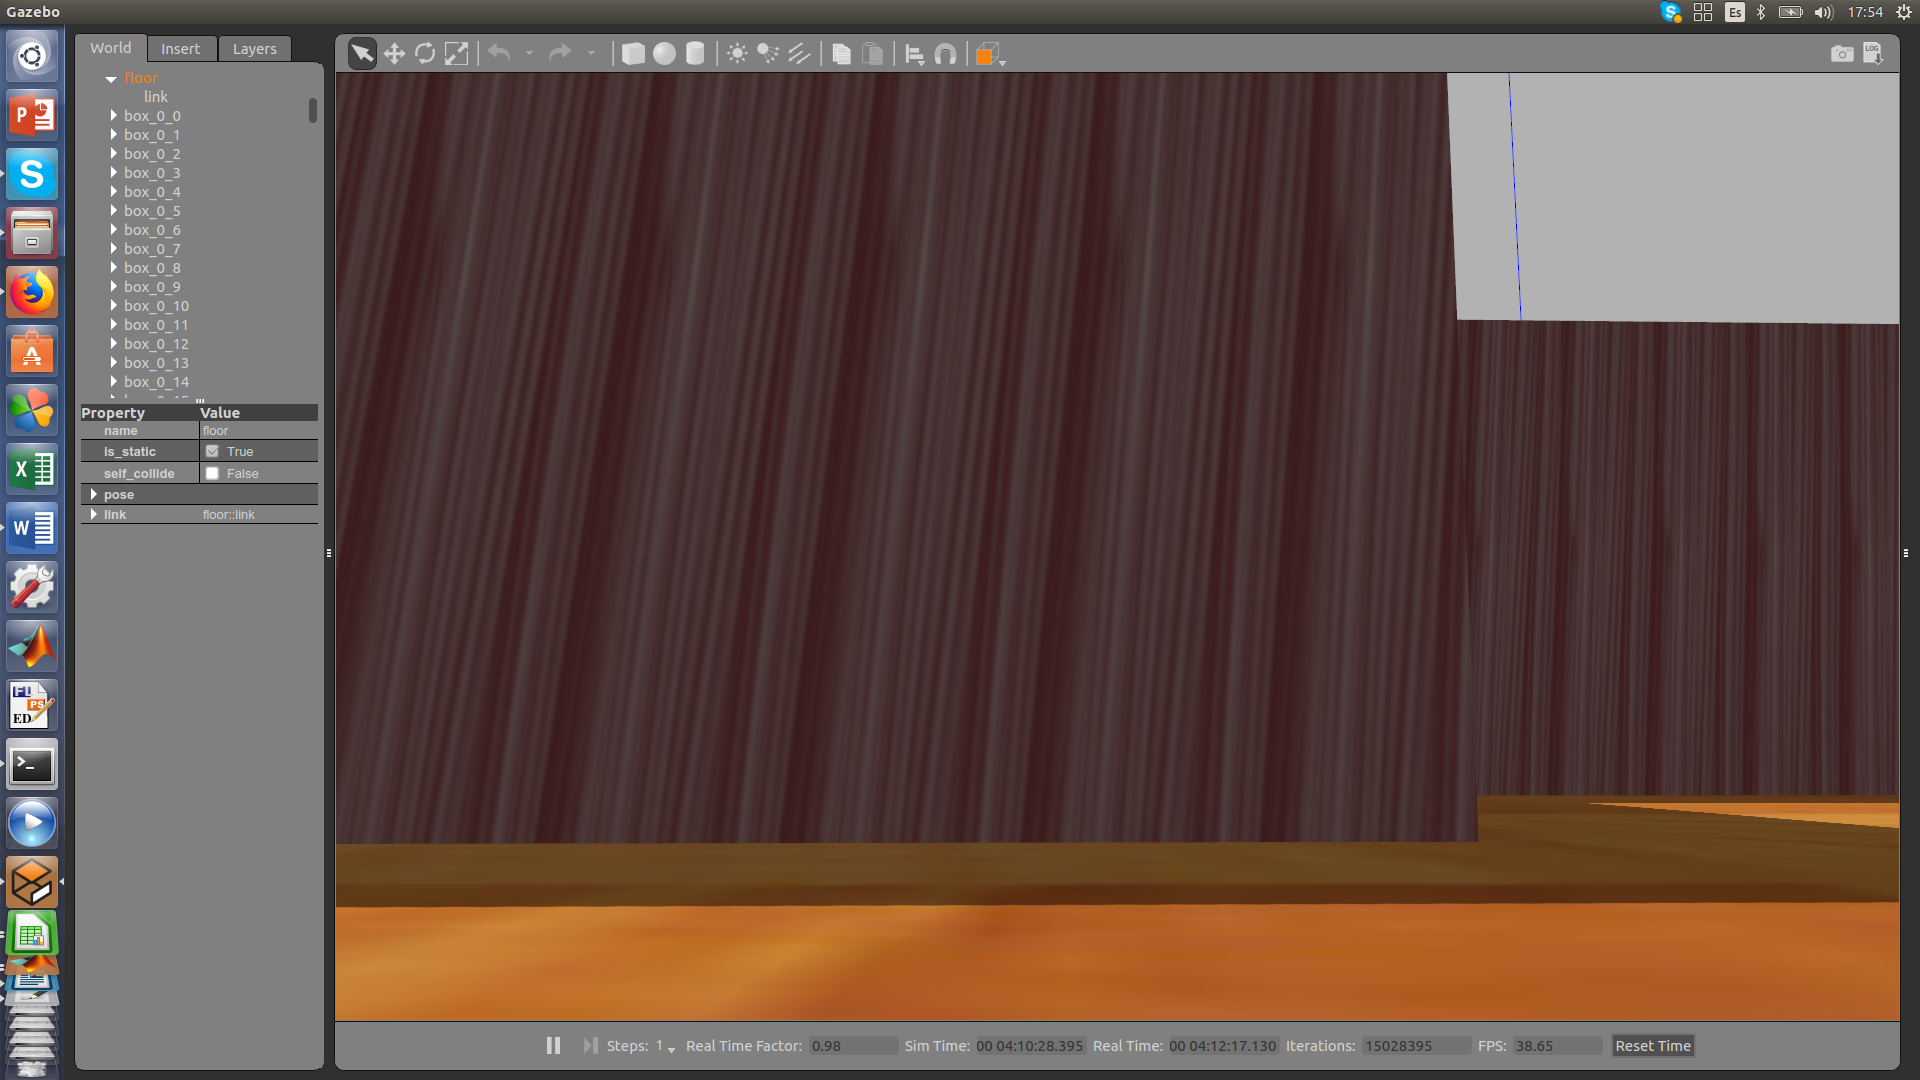 Gazebo
Es
17:54
World
Insert
Layers
LOG
floor
link
box_0_0
box_0_1
box_0_2
box_0_3
box_0_4
box_0_5
box_0_6
box_0_7
box_0_8
box_0_9
box_0_10
box_0_11
box_0_12
box_0_13
box_0_14
Property Value
name floor
is_static True
self_collide False
pose
link floor::link
Steps: 1 Real Time Factor: 0.98 Sim Time: 00 04:10:28.395 Real Time: 00 04:12:17.130 Iterations: 15028395 FPS: 38.65 Reset Time